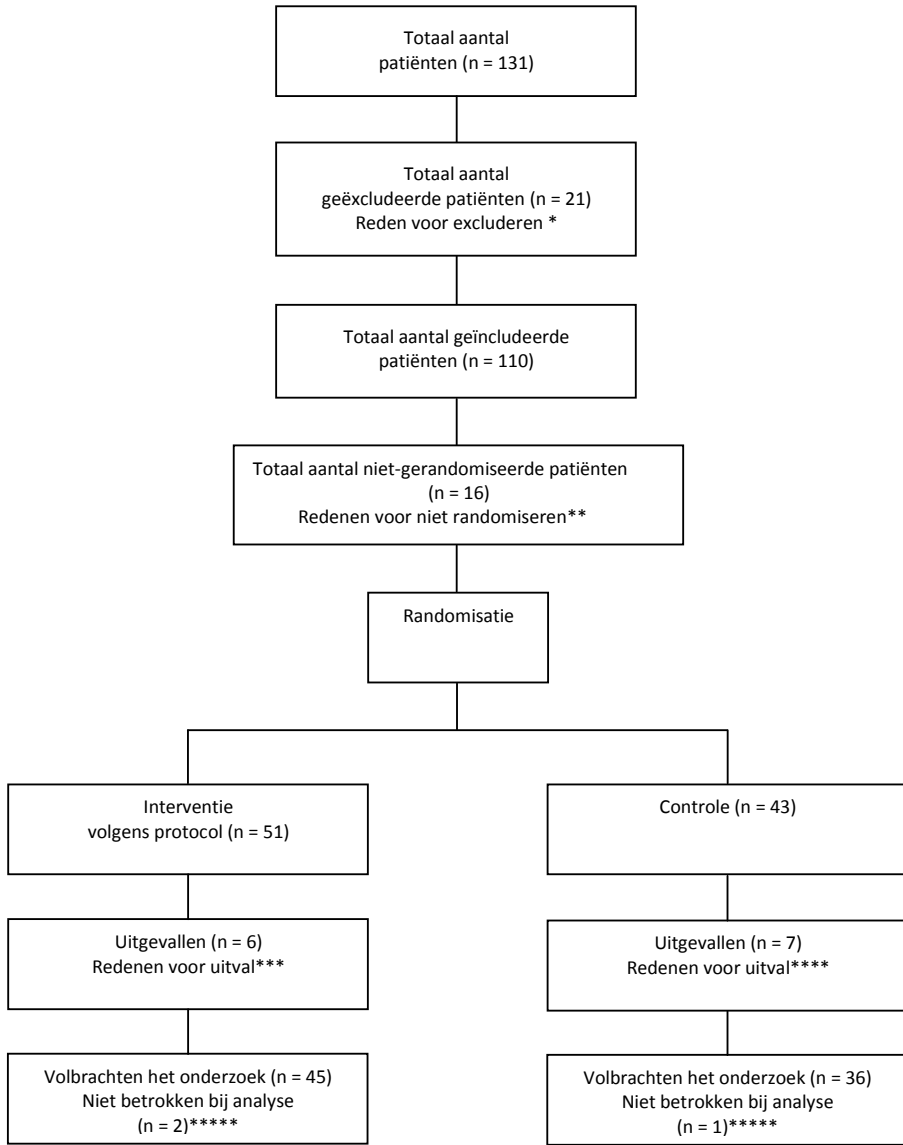 Totaal aantal
patiënten (n = 131)
Totaal aantal
geëxcludeerde patiënten (n = 21)
Reden voor excluderen *
Totaal aantal geïncludeerde
patiënten (n = 110)
Totaal aantal niet-gerandomiseerde patiënten
(n = 16)
Redenen voor niet randomiseren**
Randomisatie
Interventie
volgens protocol (n = 51)
Controle (n = 43)
Uitgevallen (n = 6)
Redenen voor uitval***
Uitgevallen (n = 7)
Redenen voor uitval****
Volbrachten het onderzoek (n = 45)
Niet betrokken bij analyse
(n = 2)*****
Volbrachten het onderzoek (n = 36)
Niet betrokken bij analyse
(n = 1)*****